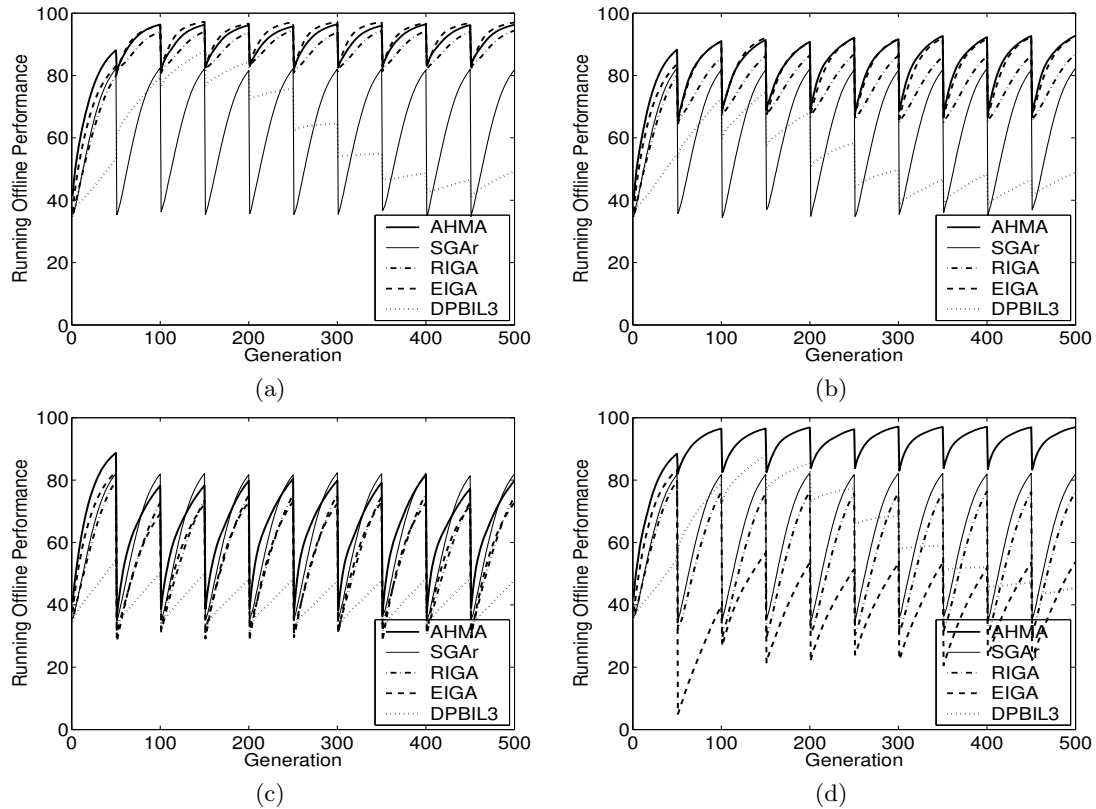 100
80
60
40
20
0
Running Offline Performance
0
100
200
300
400
500
Generation
AHMA
SGAr
RIGA
EIGA
DPBIL3
(a)
100
80
60
40
20
0
Running Offline Performance
0
100
200
300
400
500
Generation
AHMA
SGAr
RIGA
EIGA
DPBIL3
(b)
100
80
60
40
20
0
Running Offline Performance
0
100
200
300
400
500
Generation
AHMA
SGAr
RIGA
EIGA
DPBIL3
(c)
100
80
60
40
20
0
Running Offline Performance
0
100
200
300
400
500
Generation
AHMA
SGAr
RIGA
EIGA
DPBIL3
(d)